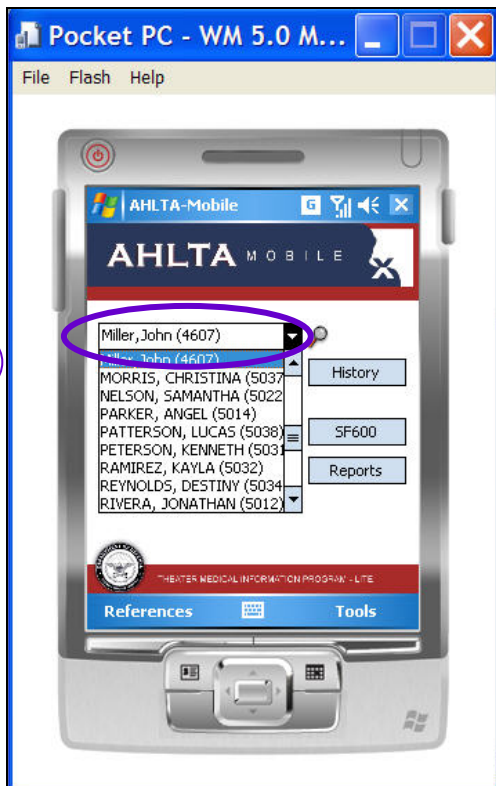 Pocket PC - WM 5.0 M...
File Flash Help
AHLTA-Mobile G
AHLTA MOBILE
Miller,John (4607)
Miller,John (4607)
MORRIS, CHRISTINA (5037
History
NELSON, SAMANTHA (5022
PARKER, ANGEL (5014)
PATTERSON, LUCAS (5038)
SF600
PETERSON, KENNETH (5031
RAMIREZ, KAYLA (5032)
Reports
REYNOLDS, DESTINY (5034
RIVERA, JONATHAN (5012)
THEATER MEDICAL INFORMATION PROGRAM - LITE
References Tools